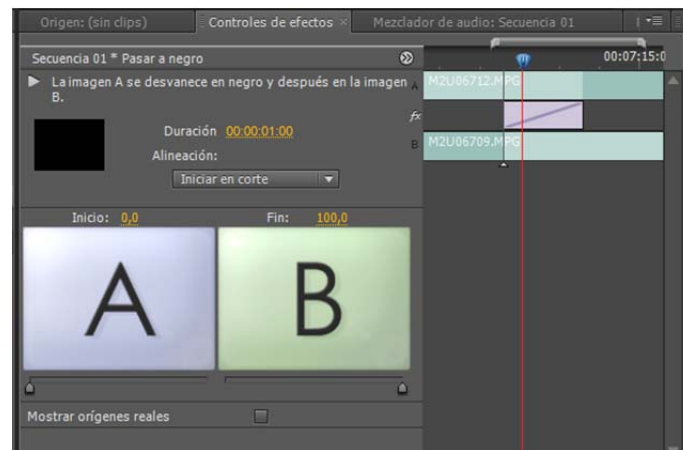 Origen: (sin clips)
Controles de efectos ×
Mezclador de audio: Secuencia 01
Secuencia 01 * Pasar a negro
00:07:15:0
La imagen A se desvanece en negro y después en la imagen B.
A
M2U06712.MPG
fx
Duración 00:00:01:00
B
M2U06709.MPG
Alineación:
Iniciar en corte
Inicio: 0,0
Fin: 100,0
A
B
Mostrar orígenes reales